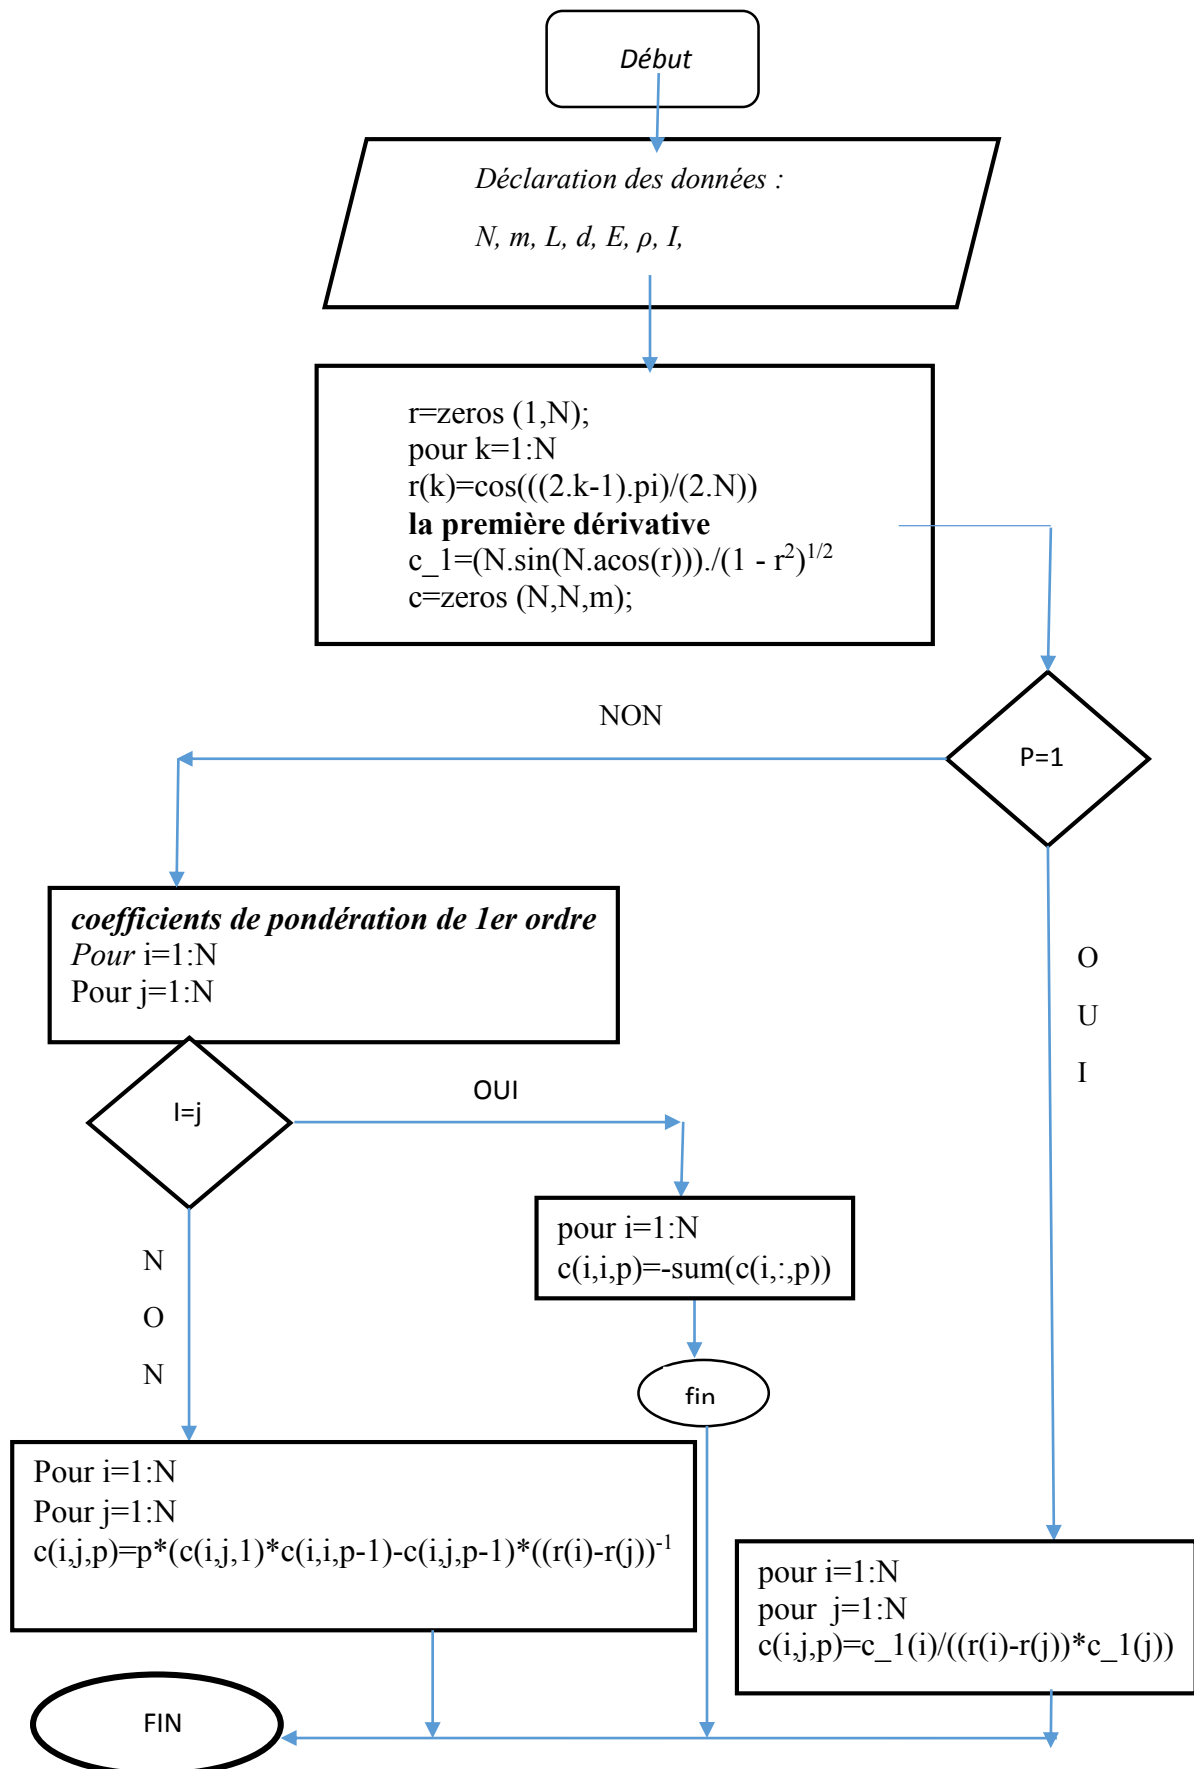 Début
Déclaration des données :
N, m, L, d, E, ρ, I,
r=zeros (1,N);
pour k=1:N
r(k)=cos(((2.k-1).pi)/(2.N))
la première dérivative
c_1=(N.sin(N.acos(r)))./(1 - r²)^{1/2}
c=zeros (N,N,m);
NON
P=1
coefficients de pondération de 1er ordre
Pour i=1:N
Pour j=1:N
O
U
I
I=j
OUI
pour i=1:N
c(i,i,p)=-sum(c(i,:,p))
N
O
N
fin
Pour i=1:N
Pour j=1:N
c(i,j,p)=p*(c(i,j,1)*c(i,i,p-1)-c(i,j,p-1)*((r(i)-r(j))⁻¹
pour i=1:N
pour j=1:N
c(i,j,p)=c_1(i)/((r(i)-r(j))*c_1(j))
FIN